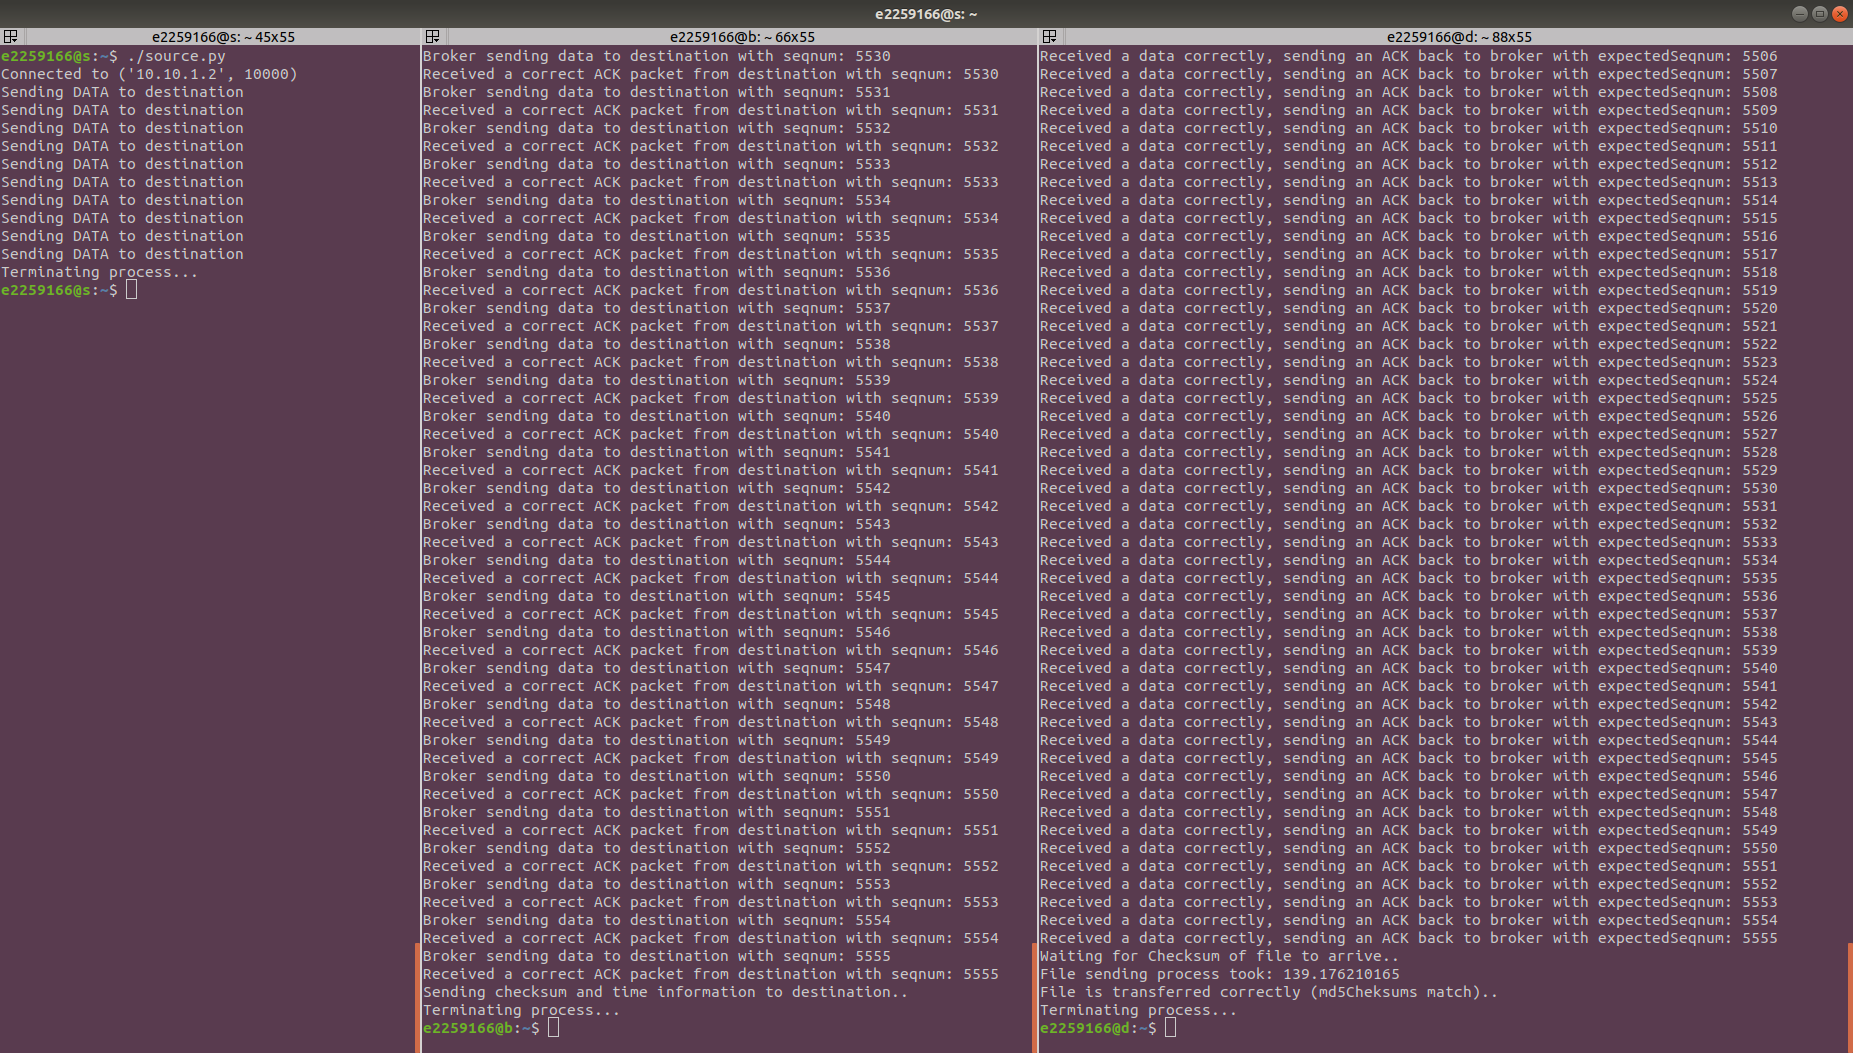 e2259166@s: ~
e2259166@s: ~ 45x55
e2259166@s:~$ ./source.py
Connected to ('10.10.1.2', 10000)
Sending DATA to destination
Sending DATA to destination
Sending DATA to destination
Sending DATA to destination
Sending DATA to destination
Sending DATA to destination
Sending DATA to destination
Sending DATA to destination
Sending DATA to destination
Sending DATA to destination
Terminating process...
e2259166@s:~$
e2259166@b: ~ 66x55
Broker sending data to destination with seqnum: 5530
Received a correct ACK packet from destination with seqnum: 5530
Broker sending data to destination with seqnum: 5531
Received a correct ACK packet from destination with seqnum: 5531
Broker sending data to destination with seqnum: 5532
Received a correct ACK packet from destination with seqnum: 5532
Broker sending data to destination with seqnum: 5533
Received a correct ACK packet from destination with seqnum: 5533
Broker sending data to destination with seqnum: 5534
Received a correct ACK packet from destination with seqnum: 5534
Broker sending data to destination with seqnum: 5535
Received a correct ACK packet from destination with seqnum: 5535
Broker sending data to destination with seqnum: 5536
Received a correct ACK packet from destination with seqnum: 5536
Broker sending data to destination with seqnum: 5537
Received a correct ACK packet from destination with seqnum: 5537
Broker sending data to destination with seqnum: 5538
Received a correct ACK packet from destination with seqnum: 5538
Broker sending data to destination with seqnum: 5539
Received a correct ACK packet from destination with seqnum: 5539
Broker sending data to destination with seqnum: 5540
Received a correct ACK packet from destination with seqnum: 5540
Broker sending data to destination with seqnum: 5541
Received a correct ACK packet from destination with seqnum: 5541
Broker sending data to destination with seqnum: 5542
Received a correct ACK packet from destination with seqnum: 5542
Broker sending data to destination with seqnum: 5543
Received a correct ACK packet from destination with seqnum: 5543
Broker sending data to destination with seqnum: 5544
Received a correct ACK packet from destination with seqnum: 5544
Broker sending data to destination with seqnum: 5545
Received a correct ACK packet from destination with seqnum: 5545
Broker sending data to destination with seqnum: 5546
Received a correct ACK packet from destination with seqnum: 5546
Broker sending data to destination with seqnum: 5547
Received a correct ACK packet from destination with seqnum: 5547
Broker sending data to destination with seqnum: 5548
Received a correct ACK packet from destination with seqnum: 5548
Broker sending data to destination with seqnum: 5549
Received a correct ACK packet from destination with seqnum: 5549
Broker sending data to destination with seqnum: 5550
Received a correct ACK packet from destination with seqnum: 5550
Broker sending data to destination with seqnum: 5551
Received a correct ACK packet from destination with seqnum: 5551
Broker sending data to destination with seqnum: 5552
Received a correct ACK packet from destination with seqnum: 5552
Broker sending data to destination with seqnum: 5553
Received a correct ACK packet from destination with seqnum: 5553
Broker sending data to destination with seqnum: 5554
Received a correct ACK packet from destination with seqnum: 5554
Broker sending data to destination with seqnum: 5555
Received a correct ACK packet from destination with seqnum: 5555
Sending checksum and time information to destination..
Terminating process...
e2259166@b:~$
e2259166@d: ~ 88x55
Received a data correctly, sending an ACK back to broker with expectedSeqnum: 5506
Received a data correctly, sending an ACK back to broker with expectedSeqnum: 5507
Received a data correctly, sending an ACK back to broker with expectedSeqnum: 5508
Received a data correctly, sending an ACK back to broker with expectedSeqnum: 5509
Received a data correctly, sending an ACK back to broker with expectedSeqnum: 5510
Received a data correctly, sending an ACK back to broker with expectedSeqnum: 5511
Received a data correctly, sending an ACK back to broker with expectedSeqnum: 5512
Received a data correctly, sending an ACK back to broker with expectedSeqnum: 5513
Received a data correctly, sending an ACK back to broker with expectedSeqnum: 5514
Received a data correctly, sending an ACK back to broker with expectedSeqnum: 5515
Received a data correctly, sending an ACK back to broker with expectedSeqnum: 5516
Received a data correctly, sending an ACK back to broker with expectedSeqnum: 5517
Received a data correctly, sending an ACK back to broker with expectedSeqnum: 5518
Received a data correctly, sending an ACK back to broker with expectedSeqnum: 5519
Received a data correctly, sending an ACK back to broker with expectedSeqnum: 5520
Received a data correctly, sending an ACK back to broker with expectedSeqnum: 5521
Received a data correctly, sending an ACK back to broker with expectedSeqnum: 5522
Received a data correctly, sending an ACK back to broker with expectedSeqnum: 5523
Received a data correctly, sending an ACK back to broker with expectedSeqnum: 5524
Received a data correctly, sending an ACK back to broker with expectedSeqnum: 5525
Received a data correctly, sending an ACK back to broker with expectedSeqnum: 5526
Received a data correctly, sending an ACK back to broker with expectedSeqnum: 5527
Received a data correctly, sending an ACK back to broker with expectedSeqnum: 5528
Received a data correctly, sending an ACK back to broker with expectedSeqnum: 5529
Received a data correctly, sending an ACK back to broker with expectedSeqnum: 5530
Received a data correctly, sending an ACK back to broker with expectedSeqnum: 5531
Received a data correctly, sending an ACK back to broker with expectedSeqnum: 5532
Received a data correctly, sending an ACK back to broker with expectedSeqnum: 5533
Received a data correctly, sending an ACK back to broker with expectedSeqnum: 5534
Received a data correctly, sending an ACK back to broker with expectedSeqnum: 5535
Received a data correctly, sending an ACK back to broker with expectedSeqnum: 5536
Received a data correctly, sending an ACK back to broker with expectedSeqnum: 5537
Received a data correctly, sending an ACK back to broker with expectedSeqnum: 5538
Received a data correctly, sending an ACK back to broker with expectedSeqnum: 5539
Received a data correctly, sending an ACK back to broker with expectedSeqnum: 5540
Received a data correctly, sending an ACK back to broker with expectedSeqnum: 5541
Received a data correctly, sending an ACK back to broker with expectedSeqnum: 5542
Received a data correctly, sending an ACK back to broker with expectedSeqnum: 5543
Received a data correctly, sending an ACK back to broker with expectedSeqnum: 5544
Received a data correctly, sending an ACK back to broker with expectedSeqnum: 5545
Received a data correctly, sending an ACK back to broker with expectedSeqnum: 5546
Received a data correctly, sending an ACK back to broker with expectedSeqnum: 5547
Received a data correctly, sending an ACK back to broker with expectedSeqnum: 5548
Received a data correctly, sending an ACK back to broker with expectedSeqnum: 5549
Received a data correctly, sending an ACK back to broker with expectedSeqnum: 5550
Received a data correctly, sending an ACK back to broker with expectedSeqnum: 5551
Received a data correctly, sending an ACK back to broker with expectedSeqnum: 5552
Received a data correctly, sending an ACK back to broker with expectedSeqnum: 5553
Received a data correctly, sending an ACK back to broker with expectedSeqnum: 5554
Received a data correctly, sending an ACK back to broker with expectedSeqnum: 5555
Waiting for Checksum of file to arrive..
File sending process took: 139.176210165
File is transferred correctly (md5Cheksums match)..
Terminating process...
e2259166@d:~$